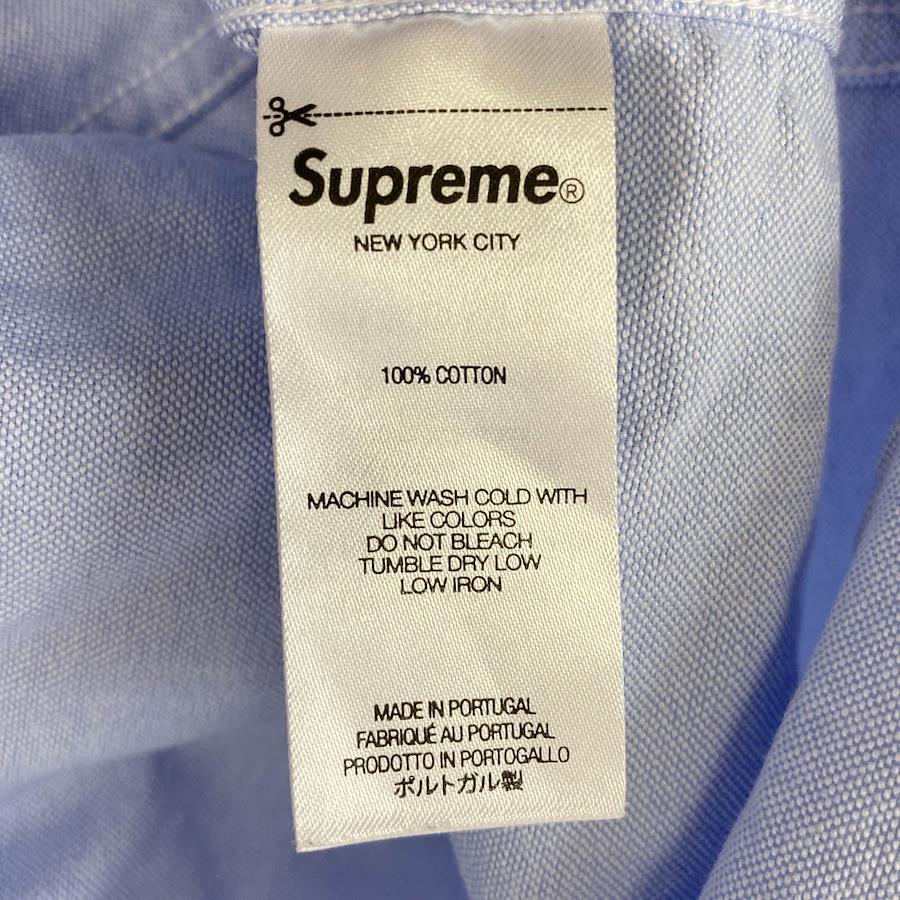 Supreme®
NEW YORK CITY
100% COTTON
MACHINE WASH COLD WITH
LIKE COLORS
DO NOT BLEACH
TUMBLE DRY LOW
LOW IRON
MADE IN PORTUGAL
FABRIQUÉ AU PORTUGAL
PRODOTTO IN PORTOGALLO
ポルトガル製